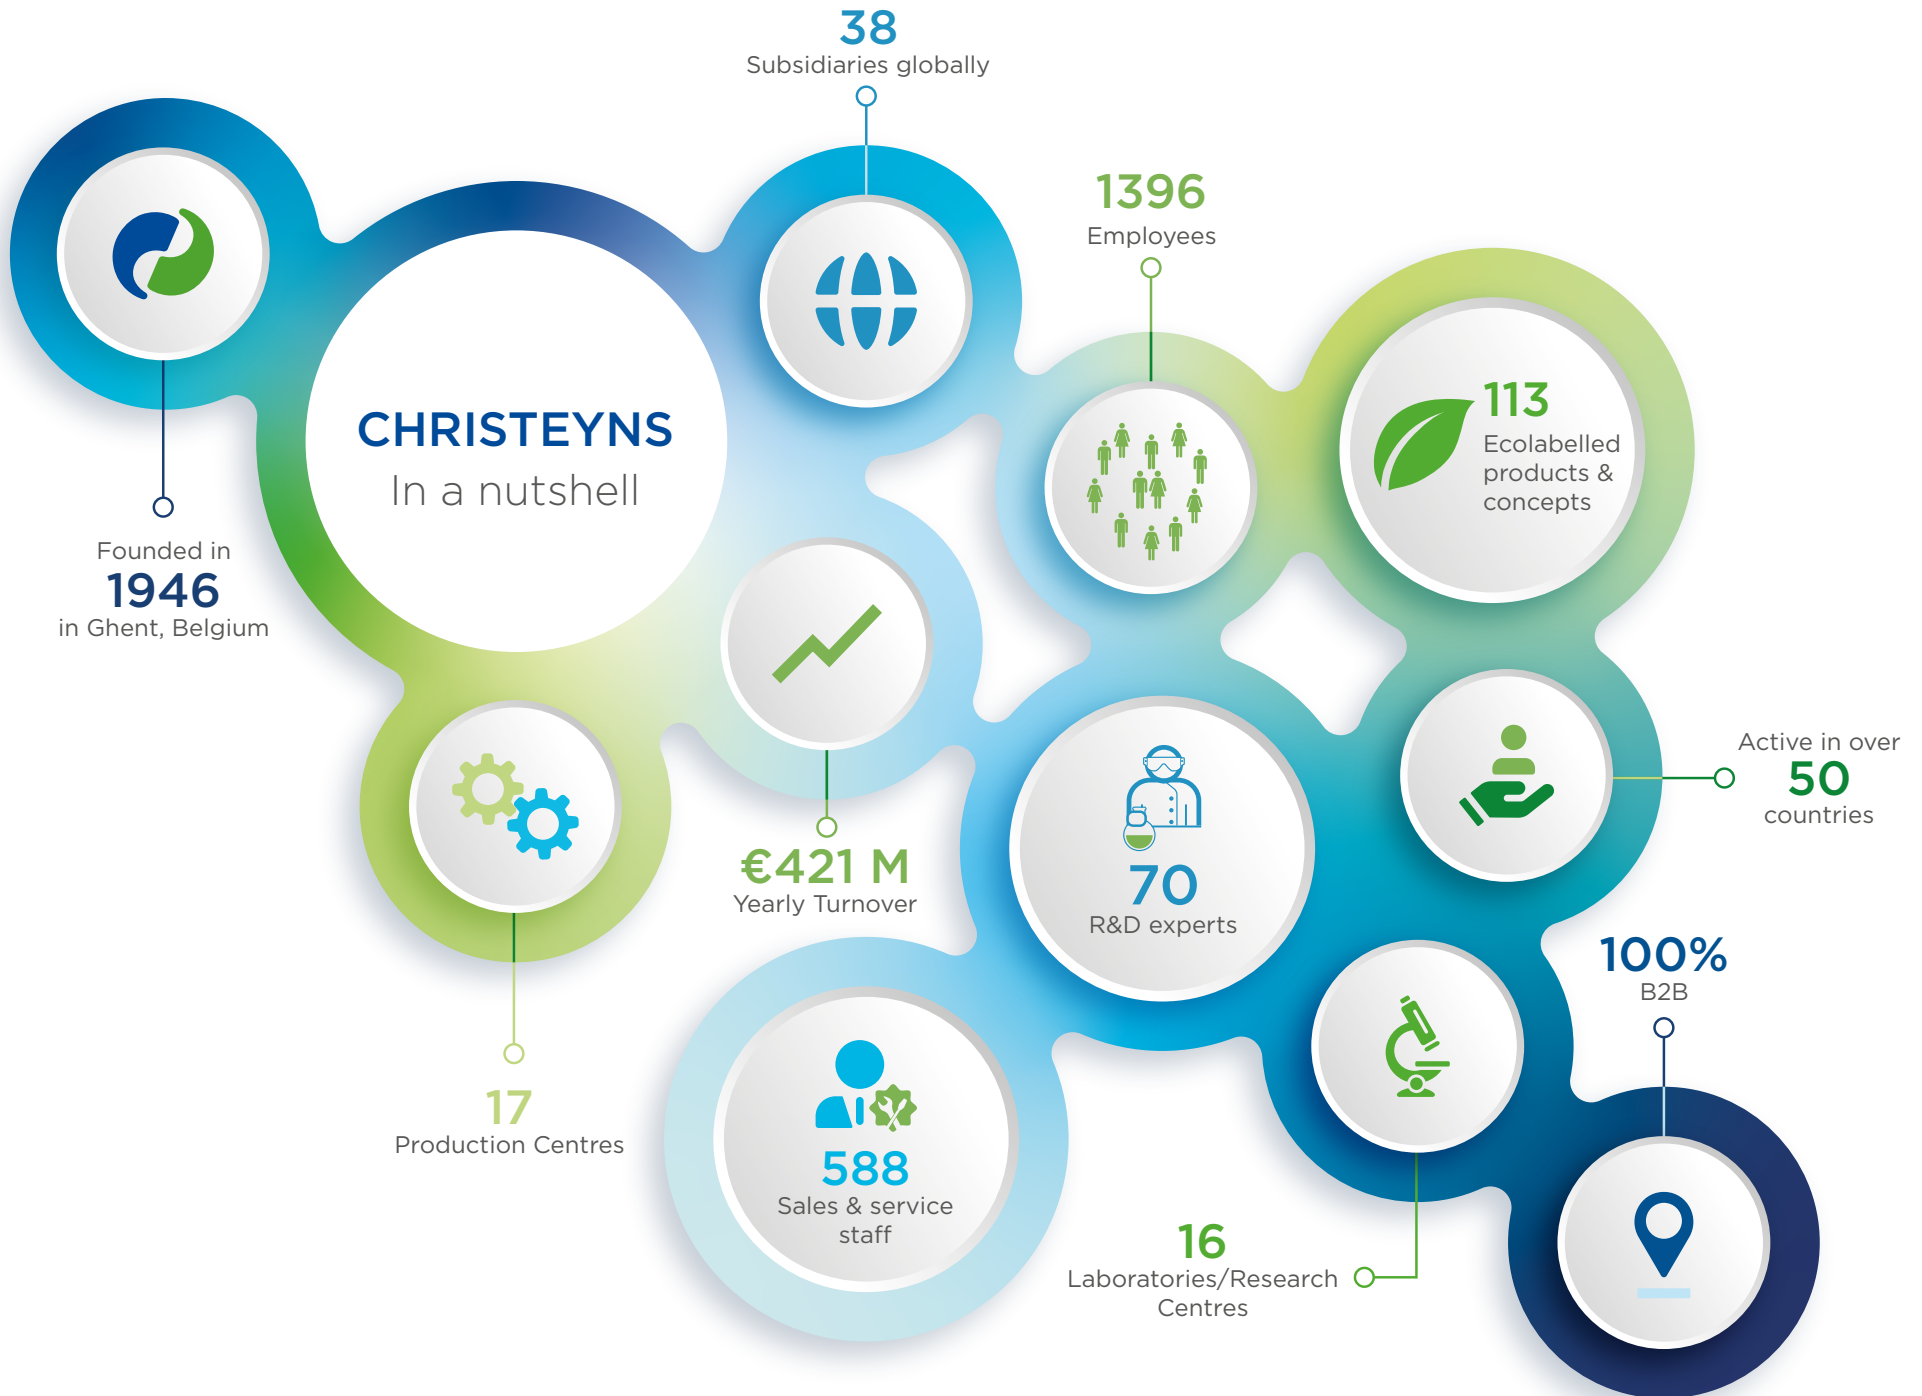 38
Subsidiaries globally
1396
Employees
CHRISTEYNS
In a nutshell
113
Ecolabelled
products &
concepts
Founded in
1946
in Ghent, Belgium
Active in over
50
countries
€421 M
Yearly Turnover
70
R&D experts
100%
B2B
17
Production Centres
588
Sales & service
staff
16
Laboratories/Research
Centres